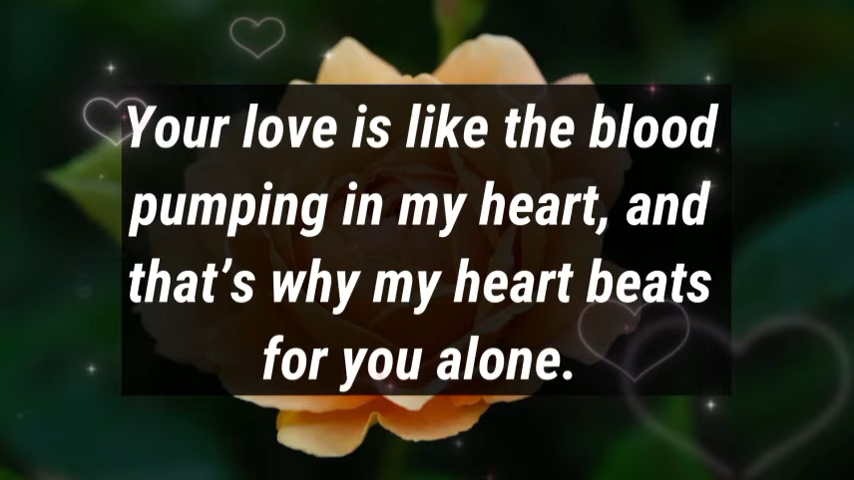 Your love is like the blood
pumping in my heart, and
that’s why my heart beats
for you alone.